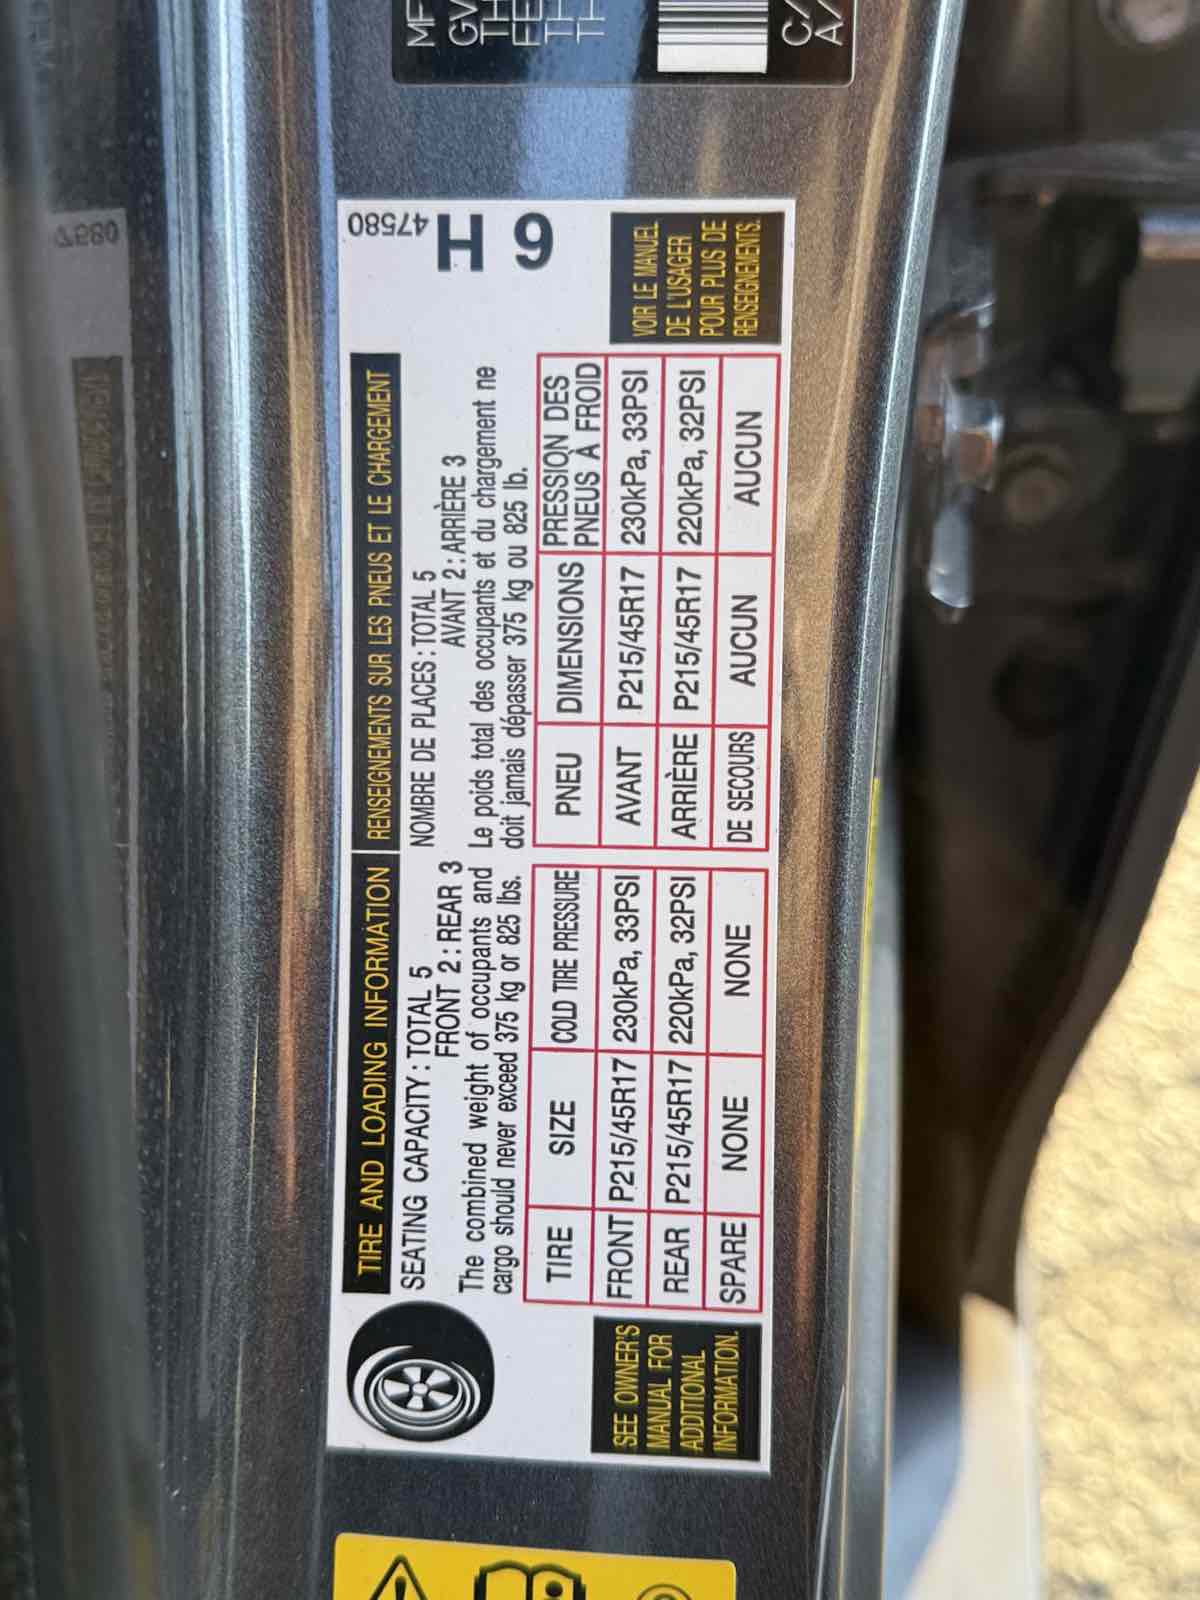 TIRE AND LOADING INFORMATION
RENSEIGNEMENTS SUR LES PNEUS ET LE CHARGEMENT
47580
H 9
SEATING CAPACITY : TOTAL 5
FRONT 2 : REAR 3
The combined weight of occupants and
cargo should never exceed 375 kg or 825 lbs.
NOMBRE DE PLACES : TOTAL 5
AVANT 2 : ARRIÈRE 3
Le poids total des occupants et du chargement ne
doit jamais dépasser 375 kg ou 825 lb.
SEE OWNER'S
MANUAL FOR
ADDITIONAL
INFORMATION.
TIRE SIZE COLD TIRE PRESSURE
FRONT P215/45R17 230kPa, 33PSI
REAR P215/45R17 220kPa, 32PSI
SPARE NONE NONE
PNEU DIMENSIONS PRESSION DES
PNEUS À FROID
AVANT P215/45R17 230kPa, 33PSI
ARRIÈRE P215/45R17 220kPa, 32PSI
DE SECOURS AUCUN AUCUN
VOIR LE MANUEL
DE L'USAGER
POUR PLUS DE
RENSEIGNEMENTS.